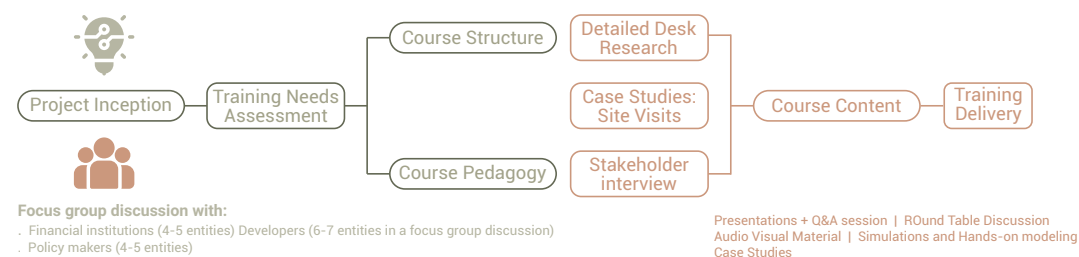 Project Inception
Training Needs
Assessment
Course Structure
Course Pedagogy
Detailed Desk
Research
Case Studies:
Site Visits
Stakeholder
interview
Course Content
Training
Delivery
Focus group discussion with:
. Financial institutions (4-5 entities) Developers (6-7 entities in a focus group discussion)
. Policy makers (4-5 entities)
Presentations + Q&A session | ROund Table Discussion
Audio Visual Material | Simulations and Hands-on modeling
Case Studies